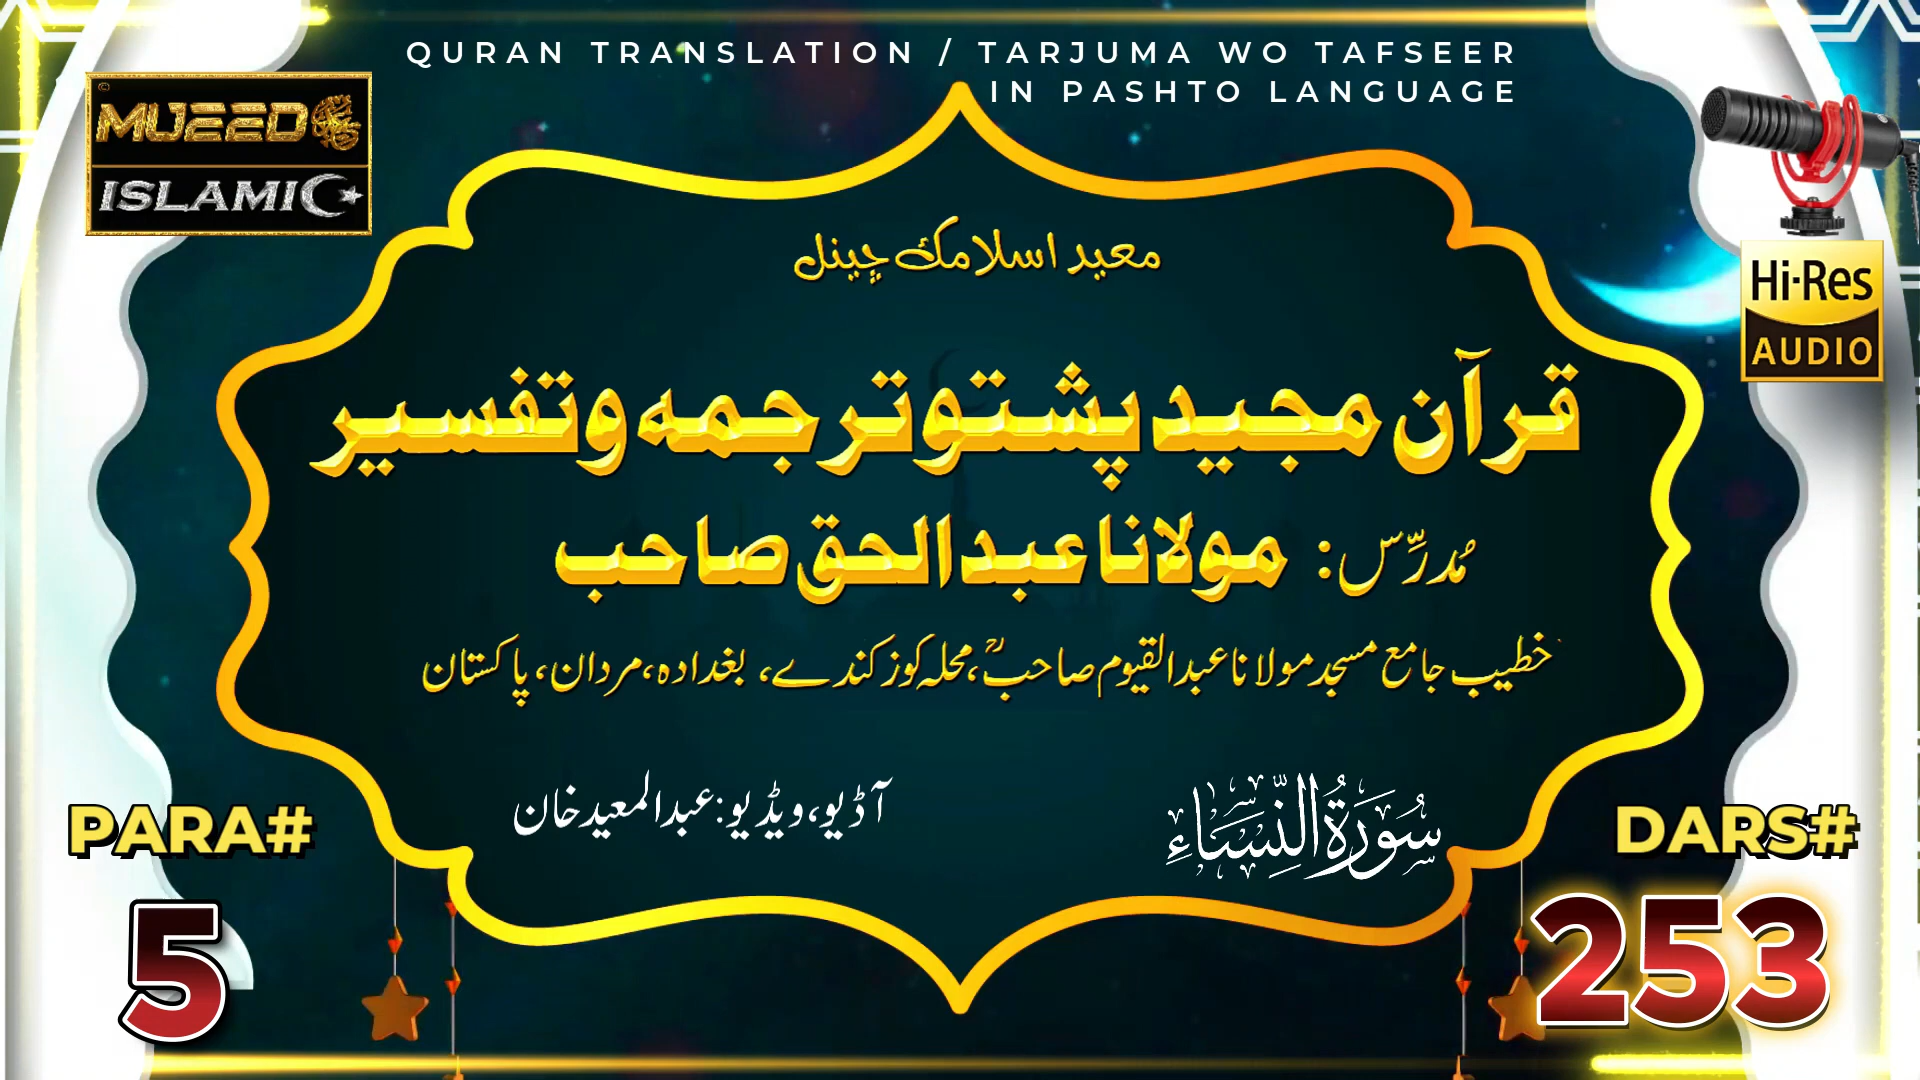 QURAN TRANSLATION / TARJUMA WO TAFSEER
IN PASHTO LANGUAGE
© MUEED
ISLAMIC
Hi-Res
AUDIO
معید اسلامک چینل
قرآن مجید پشتو ترجمہ و تفسیر
مُدرِّس: مولانا عبدالحق صاحب
خطیب جامع مسجد مولانا عبدالقیوم صاحبؒ، محلہ کوز کندے، بغدادہ، مردان، پاکستان
سُورَةُ النِّسَاءِ
آڈیو، ویڈیو: عبدالمعید خان
PARA#
5
DARS#
253